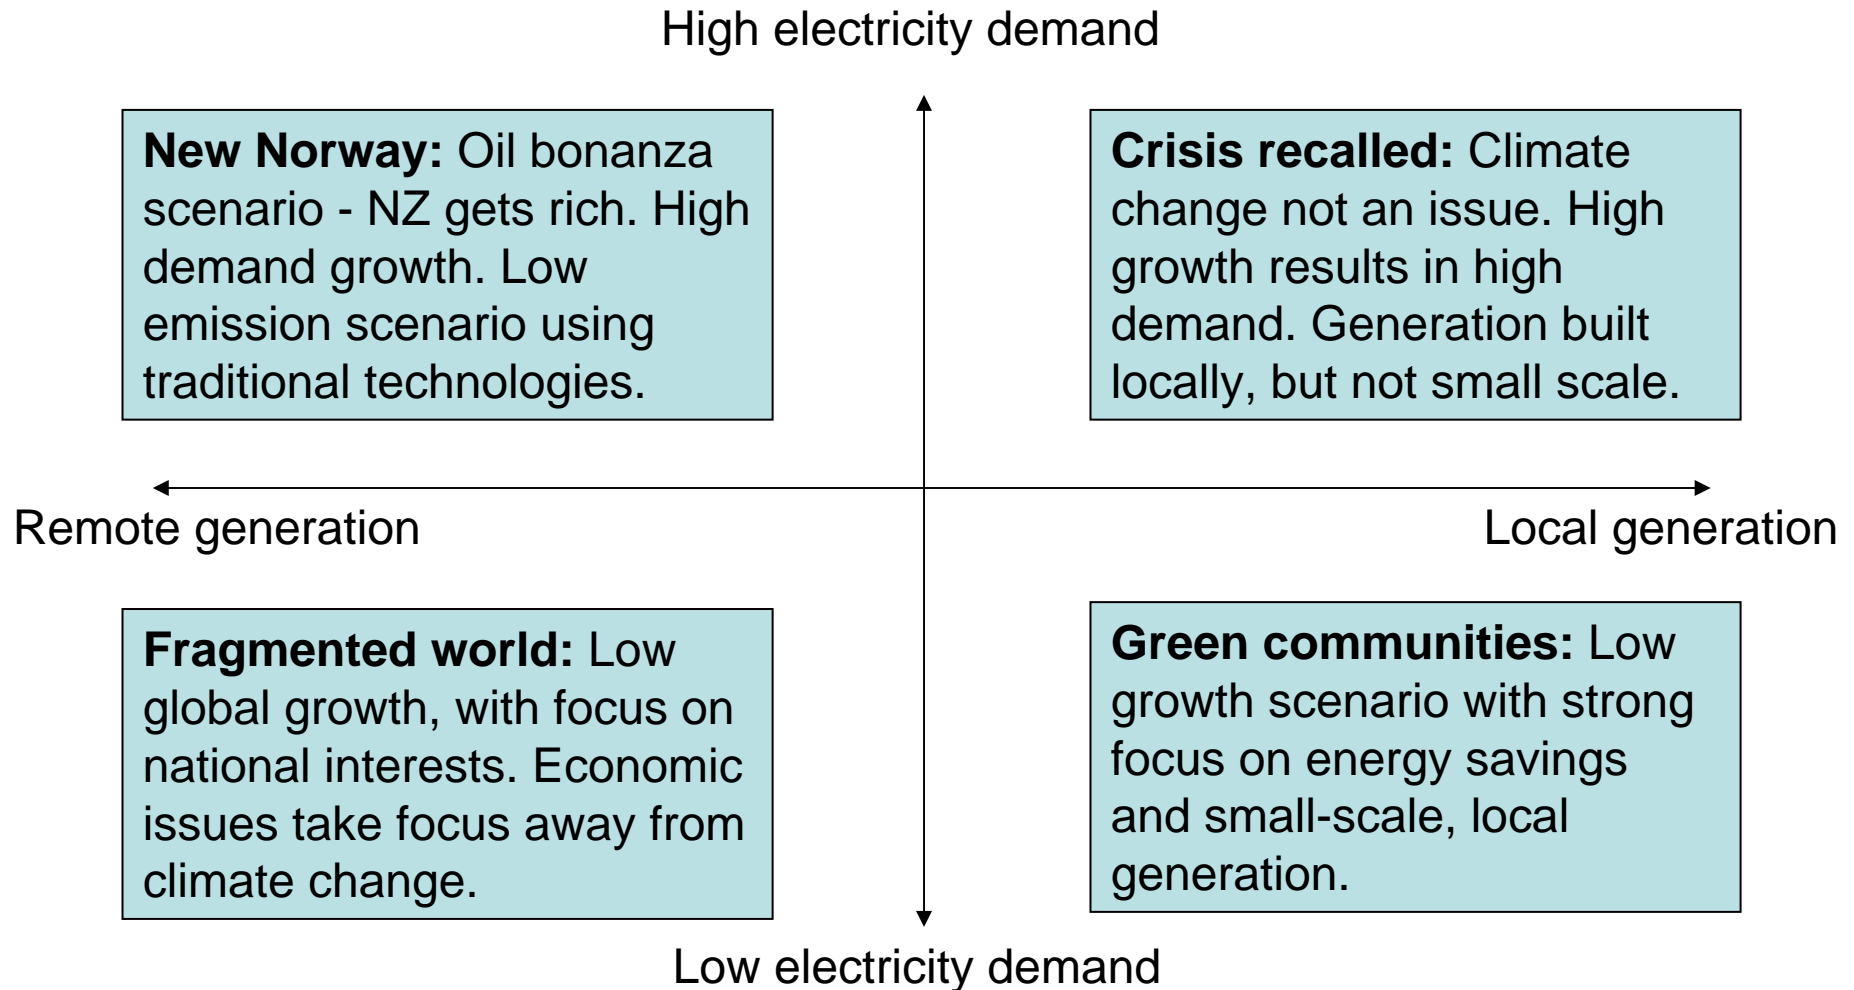 High electricity demand
New Norway: Oil bonanza
scenario - NZ gets rich. High
demand growth. Low
emission scenario using
traditional technologies.
Crisis recalled: Climate
change not an issue. High
growth results in high
demand. Generation built
locally, but not small scale.
Remote generation
Local generation
Fragmented world: Low
global growth, with focus on
national interests. Economic
issues take focus away from
climate change.
Green communities: Low
growth scenario with strong
focus on energy savings
and small-scale, local
generation.
Low electricity demand